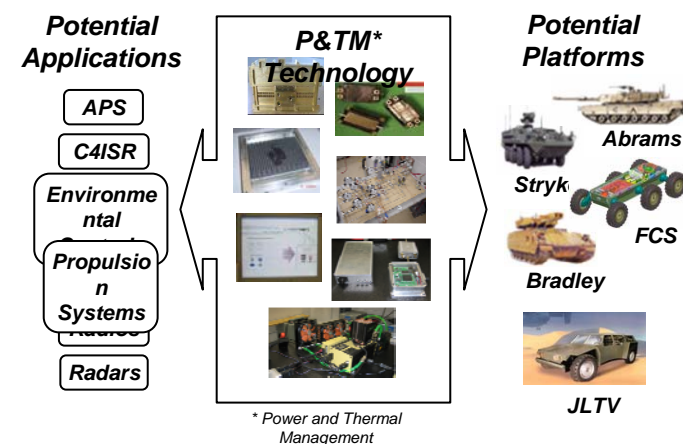 Potential
Applications
APS
C4ISR
Environme
ntal
Propulsio
n
Systems
Radars
P&TM*
Technology
* Power and Thermal
Management
Potential
Platforms
Abrams
Stryk
FCS
Bradley
JLTV